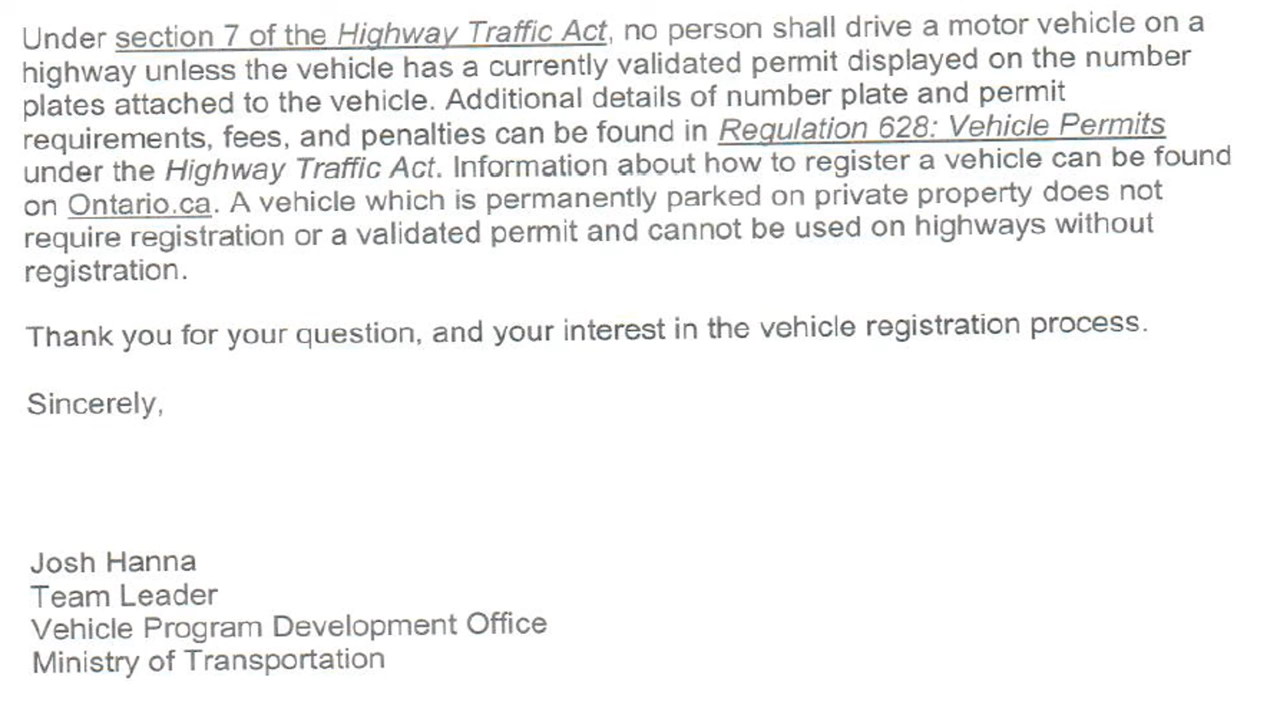 Under section 7 of the Highway Traffic Act, no person shall drive a motor vehicle on a
highway unless the vehicle has a currently validated permit displayed on the number
plates attached to the vehicle. Additional details of number plate and permit
requirements, fees, and penalties can be found in Regulation 628: Vehicle Permits
under the Highway Traffic Act. Information about how to register a vehicle can be found
on Ontario.ca. A vehicle which is permanently parked on private property does not
require registration or a validated permit and cannot be used on highways without
registration.
Thank you for your question, and your interest in the vehicle registration process.
Sincerely,
Josh Hanna
Team Leader
Vehicle Program Development Office
Ministry of Transportation